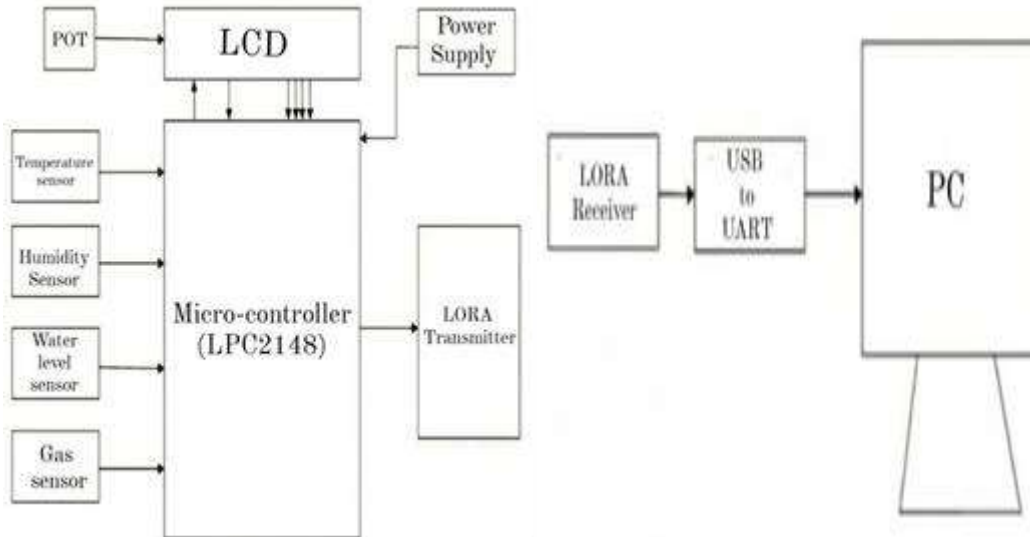 POT
LCD
Power
Supply
Temperature
sensor
Humidity
Sensor
Water
level
sensor
Gas
sensor
Micro-controller
(LPC2148)
LORA
Transmitter
LORA
Receiver
USB
to
UART
PC